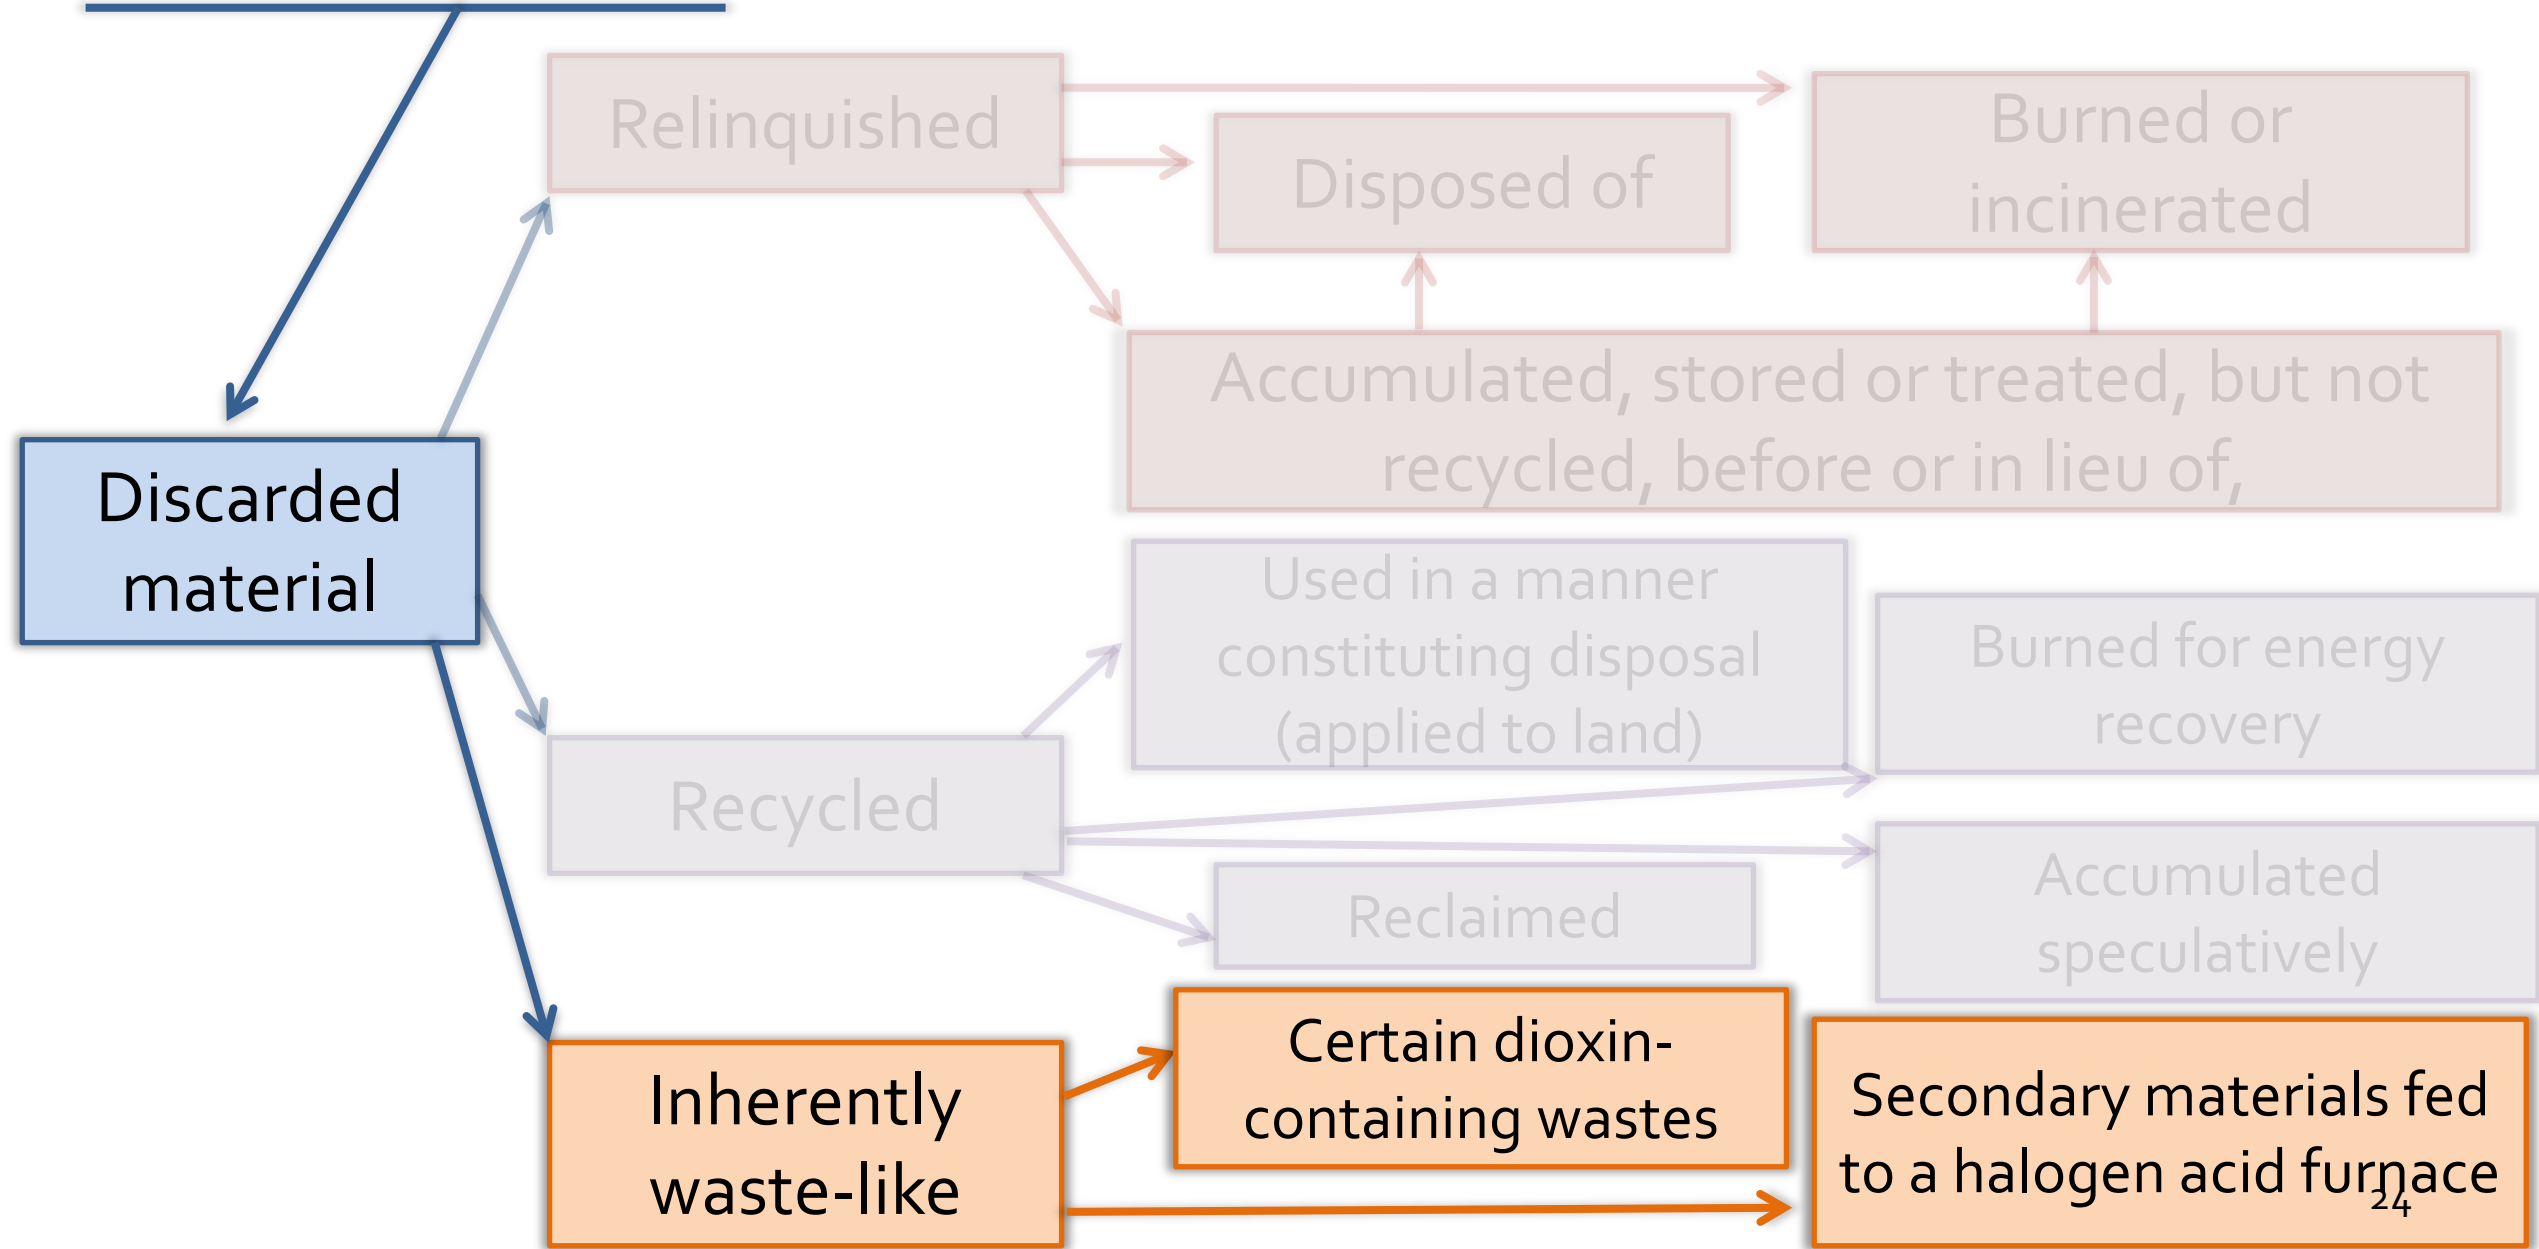 Relinquished
Disposed of
Burned or
incinerated
Accumulated, stored or treated, but not
recycled, before or in lieu of,
Discarded
material
Used in a manner
constituting disposal
(applied to land)
Burned for energy
recovery
Recycled
Reclaimed
Accumulated
speculatively
Inherently
waste-like
Certain dioxin-
containing wastes
Secondary materials fed
to a halogen acid furnace
24